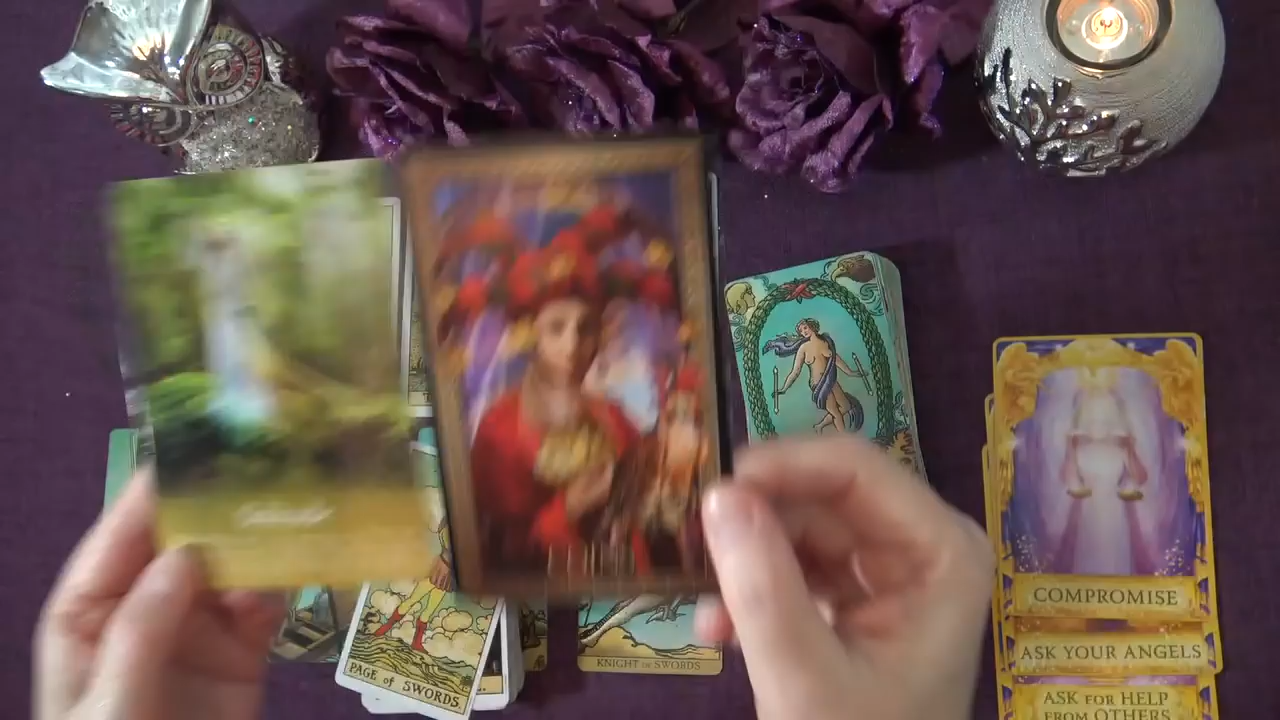 PAGE OF SWORDS.
KNIGHT OF SWORDS
COMPROMISE
ASK YOUR ANGELS
ASK FOR HELP
FROM OTHERS